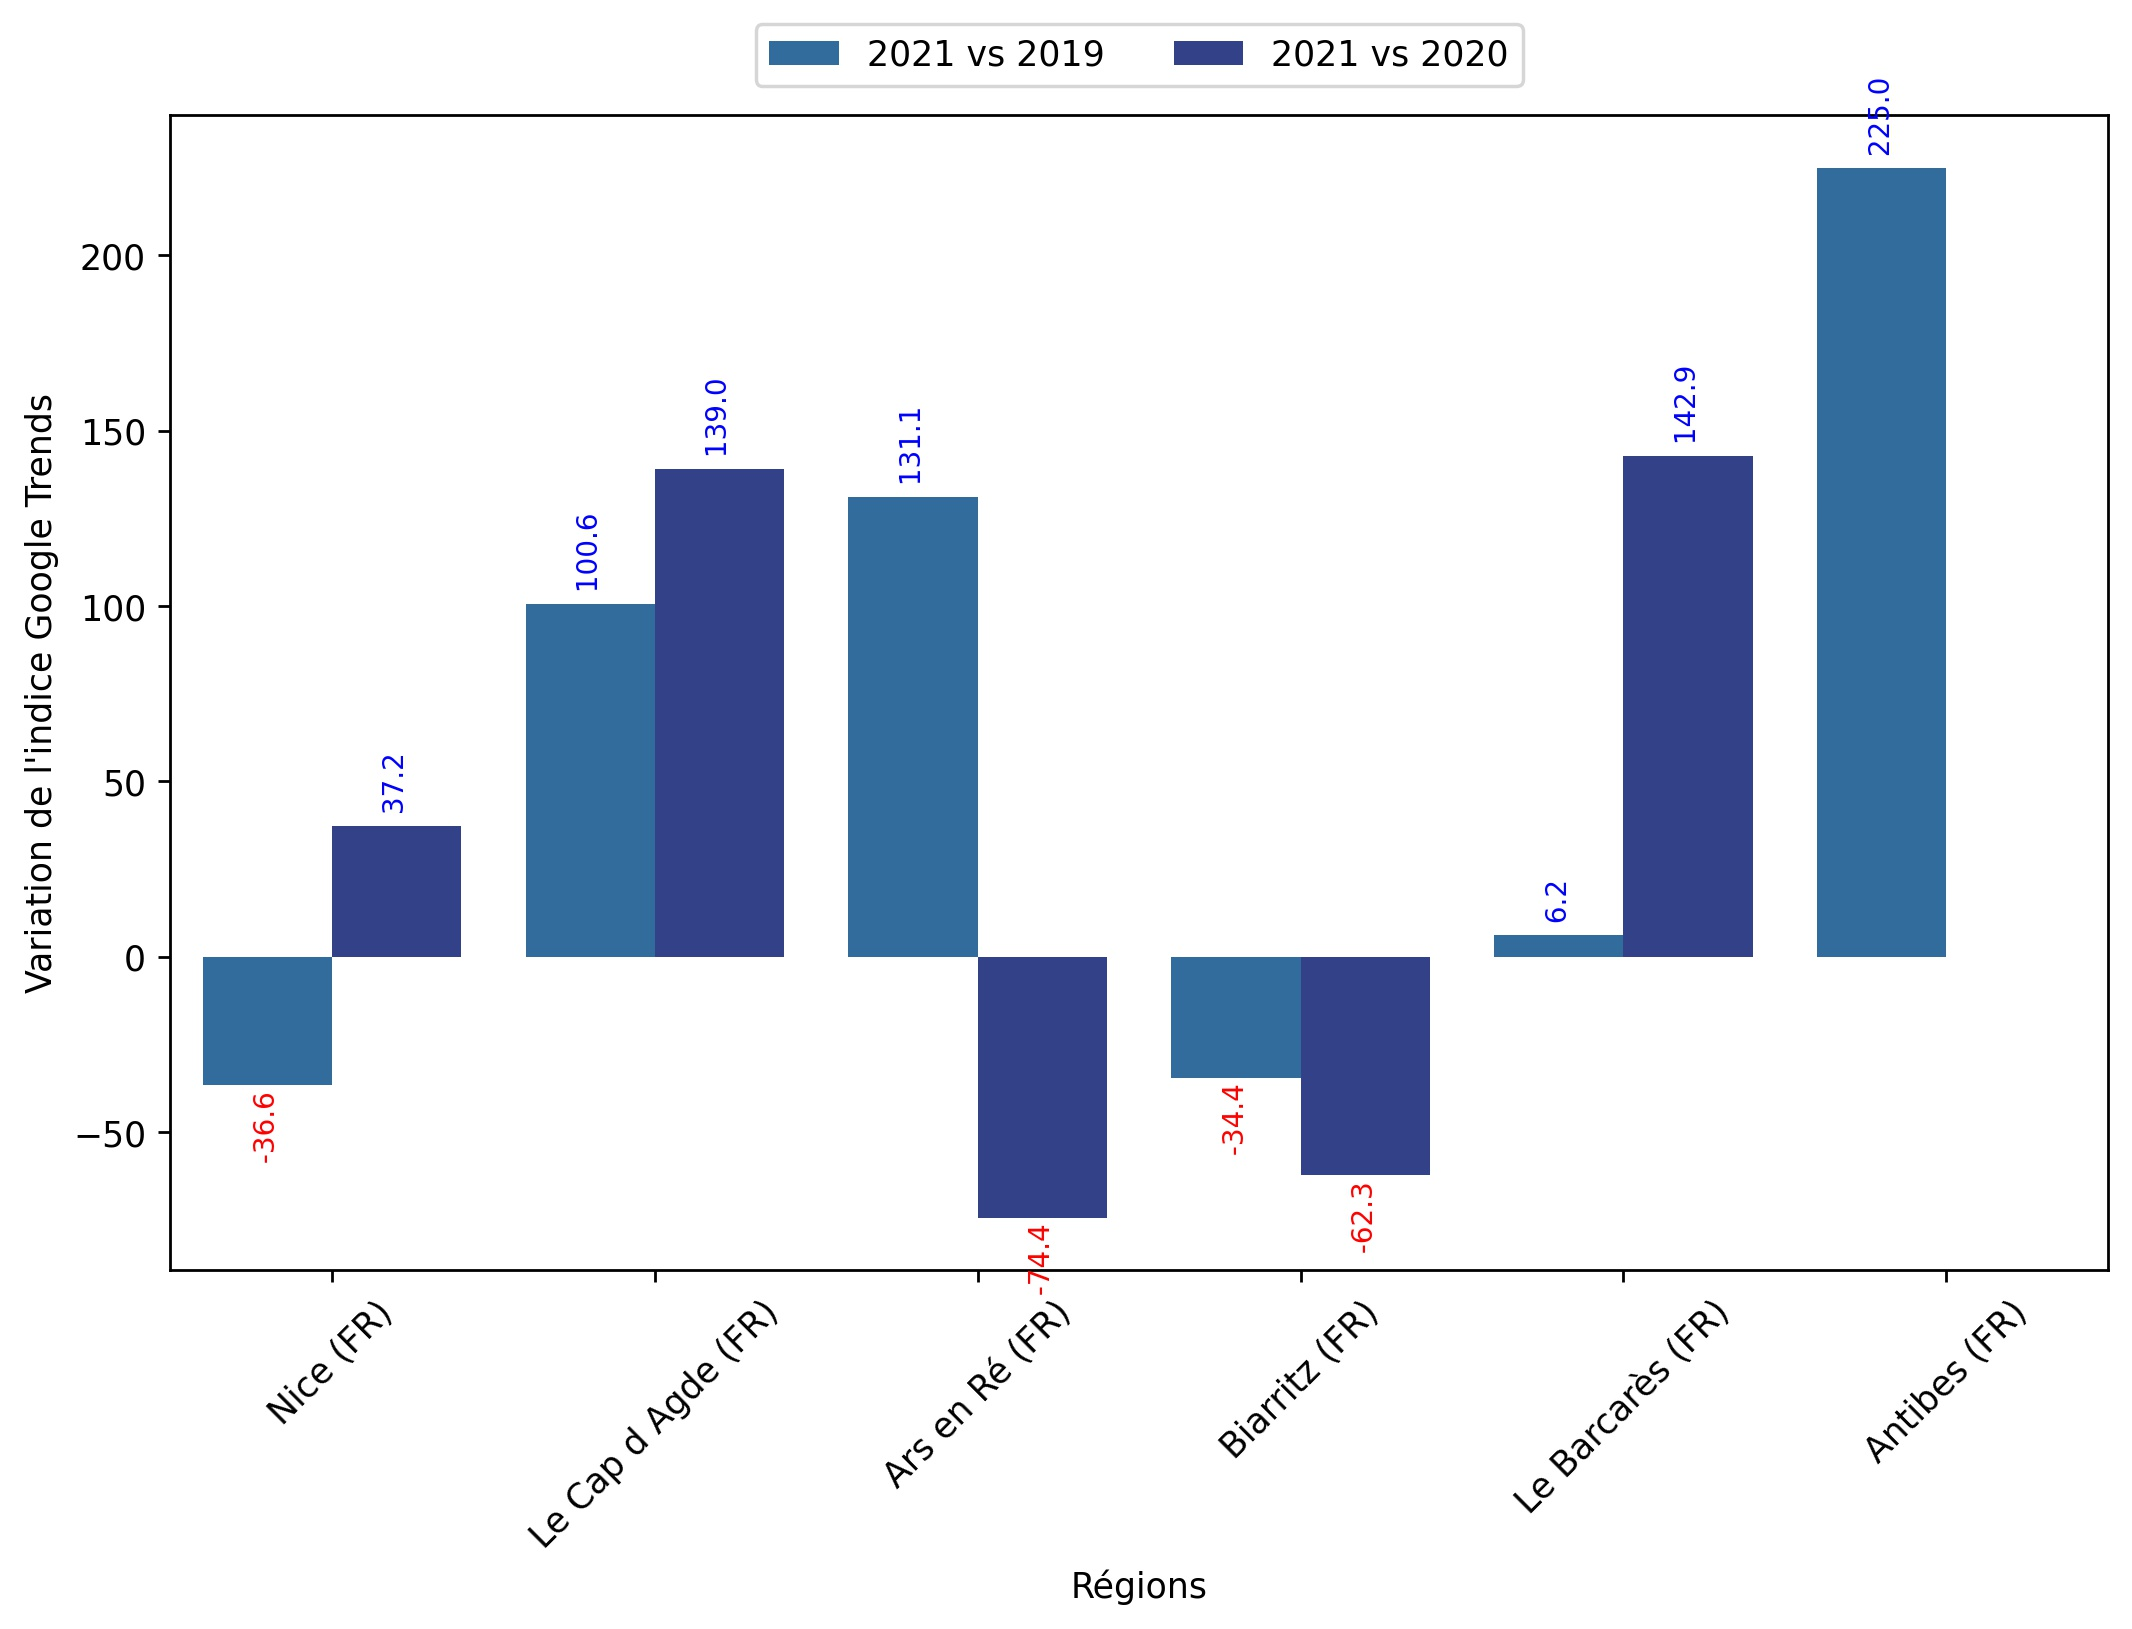 2021 vs 2019
2021 vs 2020
Variation de l'indice Google Trends
200
150
100
50
0
−50
-36.6
37.2
100.6
139.0
131.1
-74.4
-34.4
-62.3
6.2
142.9
225.0
Nice (FR)
Le Cap d Agde (FR)
Ars en Ré (FR)
Biarritz (FR)
Le Barcarès (FR)
Antibes (FR)
Régions